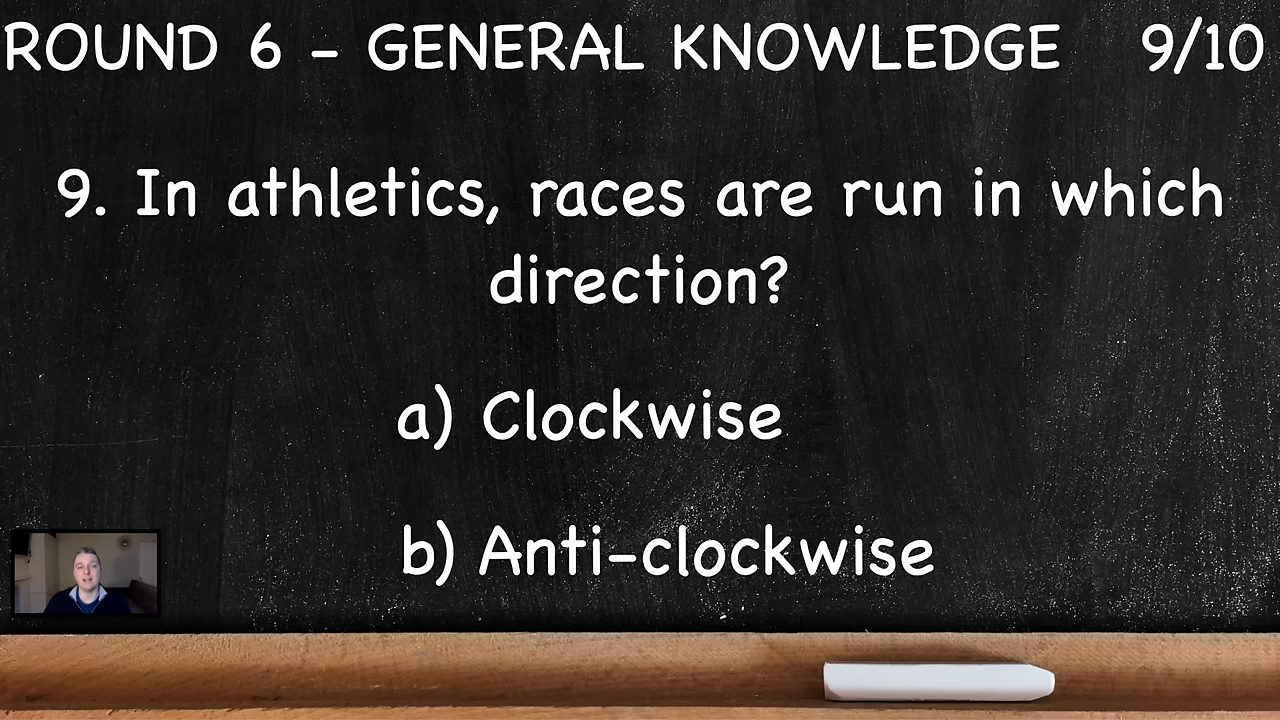 ROUND 6 - GENERAL KNOWLEDGE 9/10
9. In athletics, races are run in which
direction?
a) Clockwise
b) Anti-clockwise